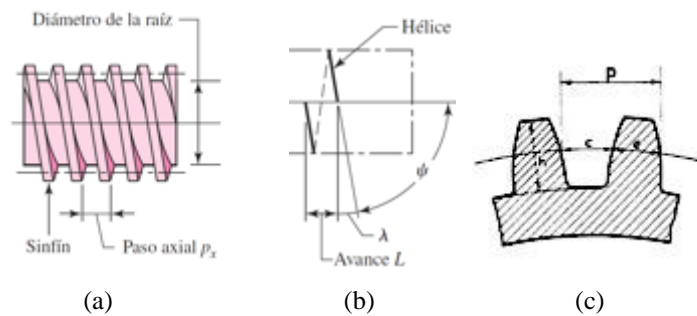 Diámetro de la raíz
Sinfín
Paso axial px
Hélice
ψ
λ
Avance L
p
c
e
h
(a)
(b)
(c)